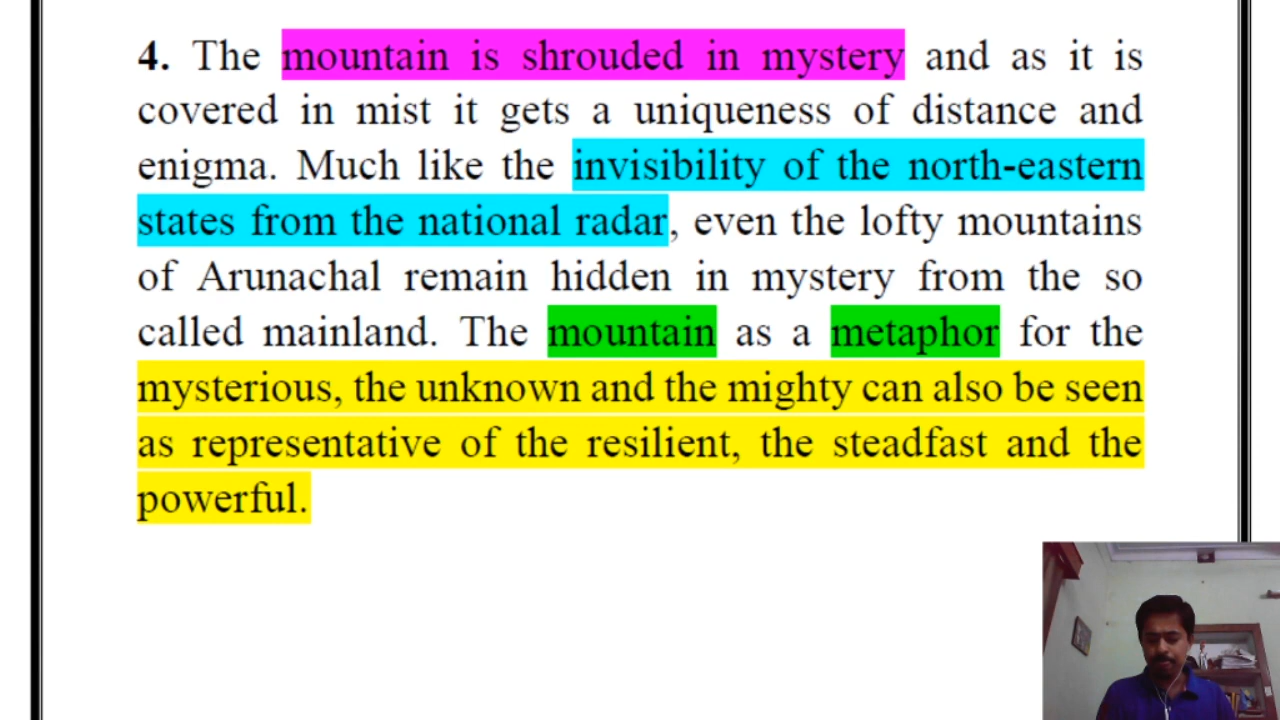 4. The mountain is shrouded in mystery and as it is
covered in mist it gets a uniqueness of distance and
enigma. Much like the invisibility of the north-eastern
states from the national radar, even the lofty mountains
of Arunachal remain hidden in mystery from the so
called mainland. The mountain as a metaphor for the
mysterious, the unknown and the mighty can also be seen
as representative of the resilient, the steadfast and the
powerful.